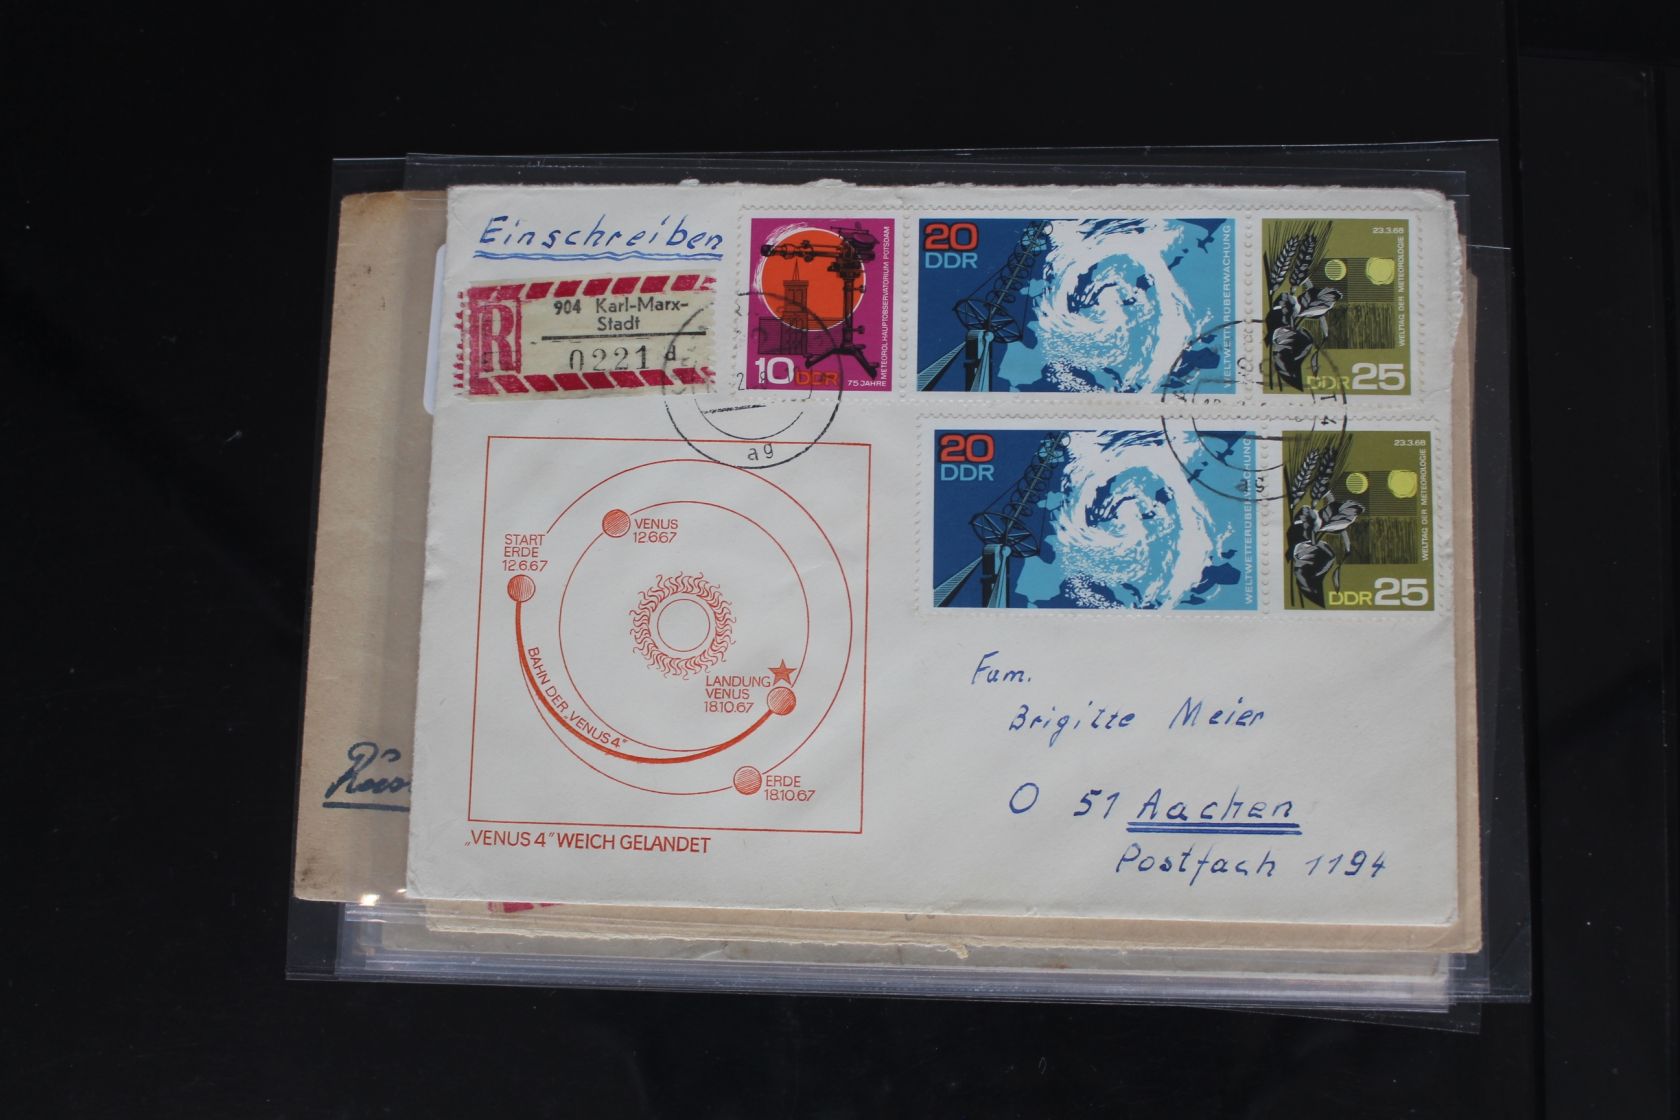 Einschreiben
R
904 Karl-Marx-
Stadt
0221 d
10 DDR
75 JAHRE
METEOROL.HAUPTOBSERVATORIUM POTSDAM
20
DDR
WELTWETTERÜBERWACHUNG
23.3.68
WELTTAG DER METEOROLOGIE
DDR 25
20
DDR
WELTWETTERÜBERWACHUNG
23.3.68
WELTTAG DER METEOROLOGIE
DDR 25
ag
START
ERDE
12.6.67
VENUS
12.6.67
BAHN DER „VENUS 4"
LANDUNG
VENUS
18.10.67
ERDE
18.10.67
„VENUS 4" WEICH GELANDET
Fam.
Brigitte Meier
O 51 Aachen
Postfach 1194